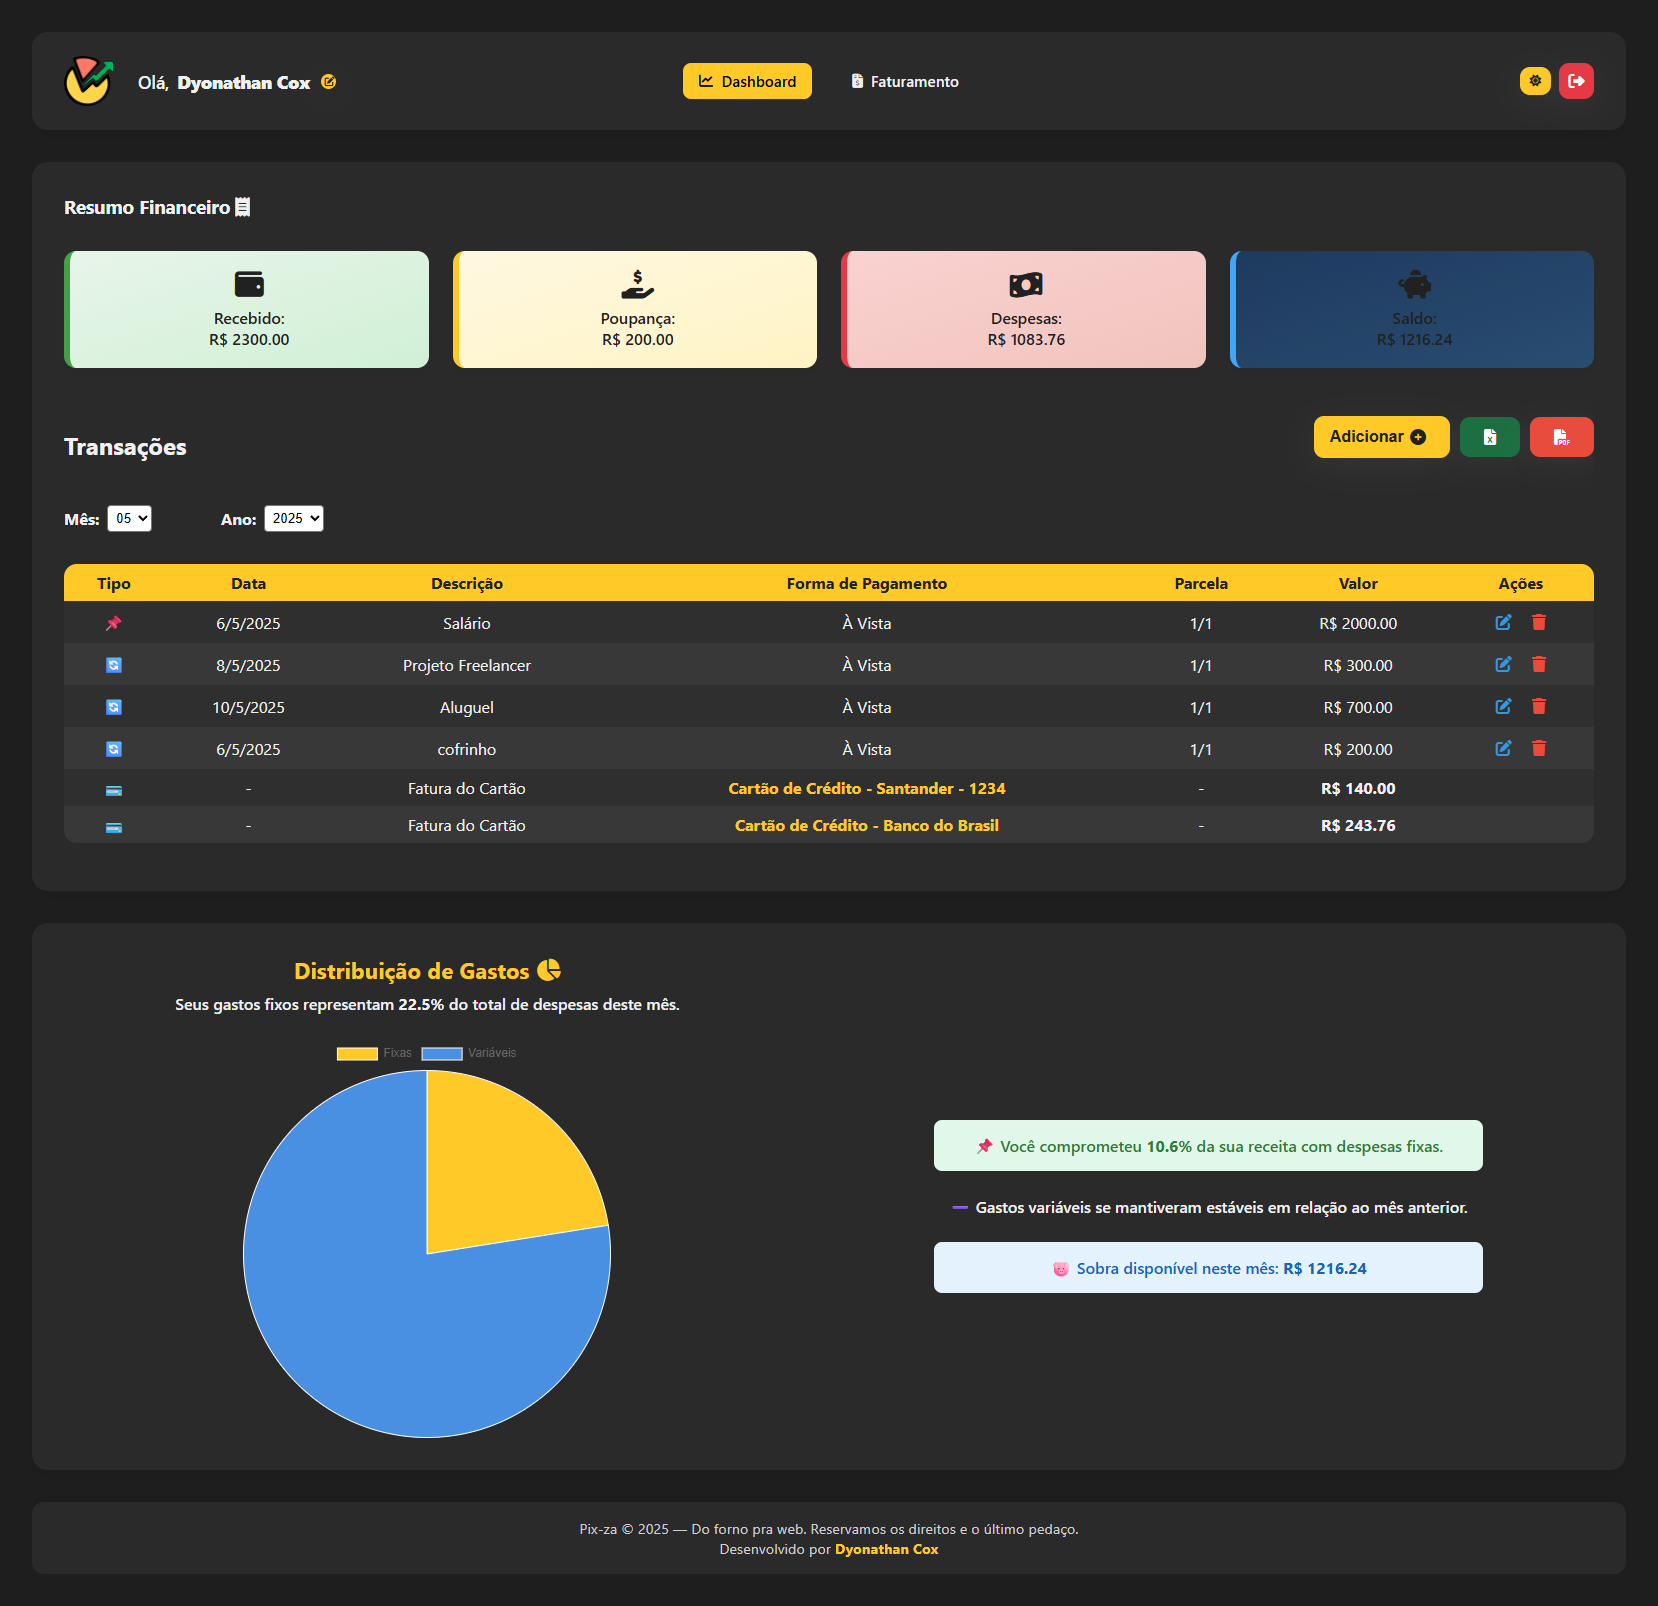 Olá, Dyonathan Cox
Dashboard
Faturamento
Resumo Financeiro
Recebido:
R$ 2300.00
Poupança:
R$ 200.00
Despesas:
R$ 1083.76
Saldo:
R$ 1216.24
Transações
Adicionar
X
PDF
Mês: 05
Ano: 2025
Tipo Data Descrição Forma de Pagamento Parcela Valor Ações
6/5/2025 Salário À Vista 1/1 R$ 2000.00
8/5/2025 Projeto Freelancer À Vista 1/1 R$ 300.00
10/5/2025 Aluguel À Vista 1/1 R$ 700.00
6/5/2025 cofrinho À Vista 1/1 R$ 200.00
- Fatura do Cartão Cartão de Crédito - Santander - 1234 - R$ 140.00
- Fatura do Cartão Cartão de Crédito - Banco do Brasil - R$ 243.76
Distribuição de Gastos
Seus gastos fixos representam 22.5% do total de despesas deste mês.
Fixas Variáveis
Você comprometeu 10.6% da sua receita com despesas fixas.
Gastos variáveis se mantiveram estáveis em relação ao mês anterior.
Sobra disponível neste mês: R$ 1216.24
Pix-za © 2025 — Do forno pra web. Reservamos os direitos e o último pedaço.
Desenvolvido por Dyonathan Cox